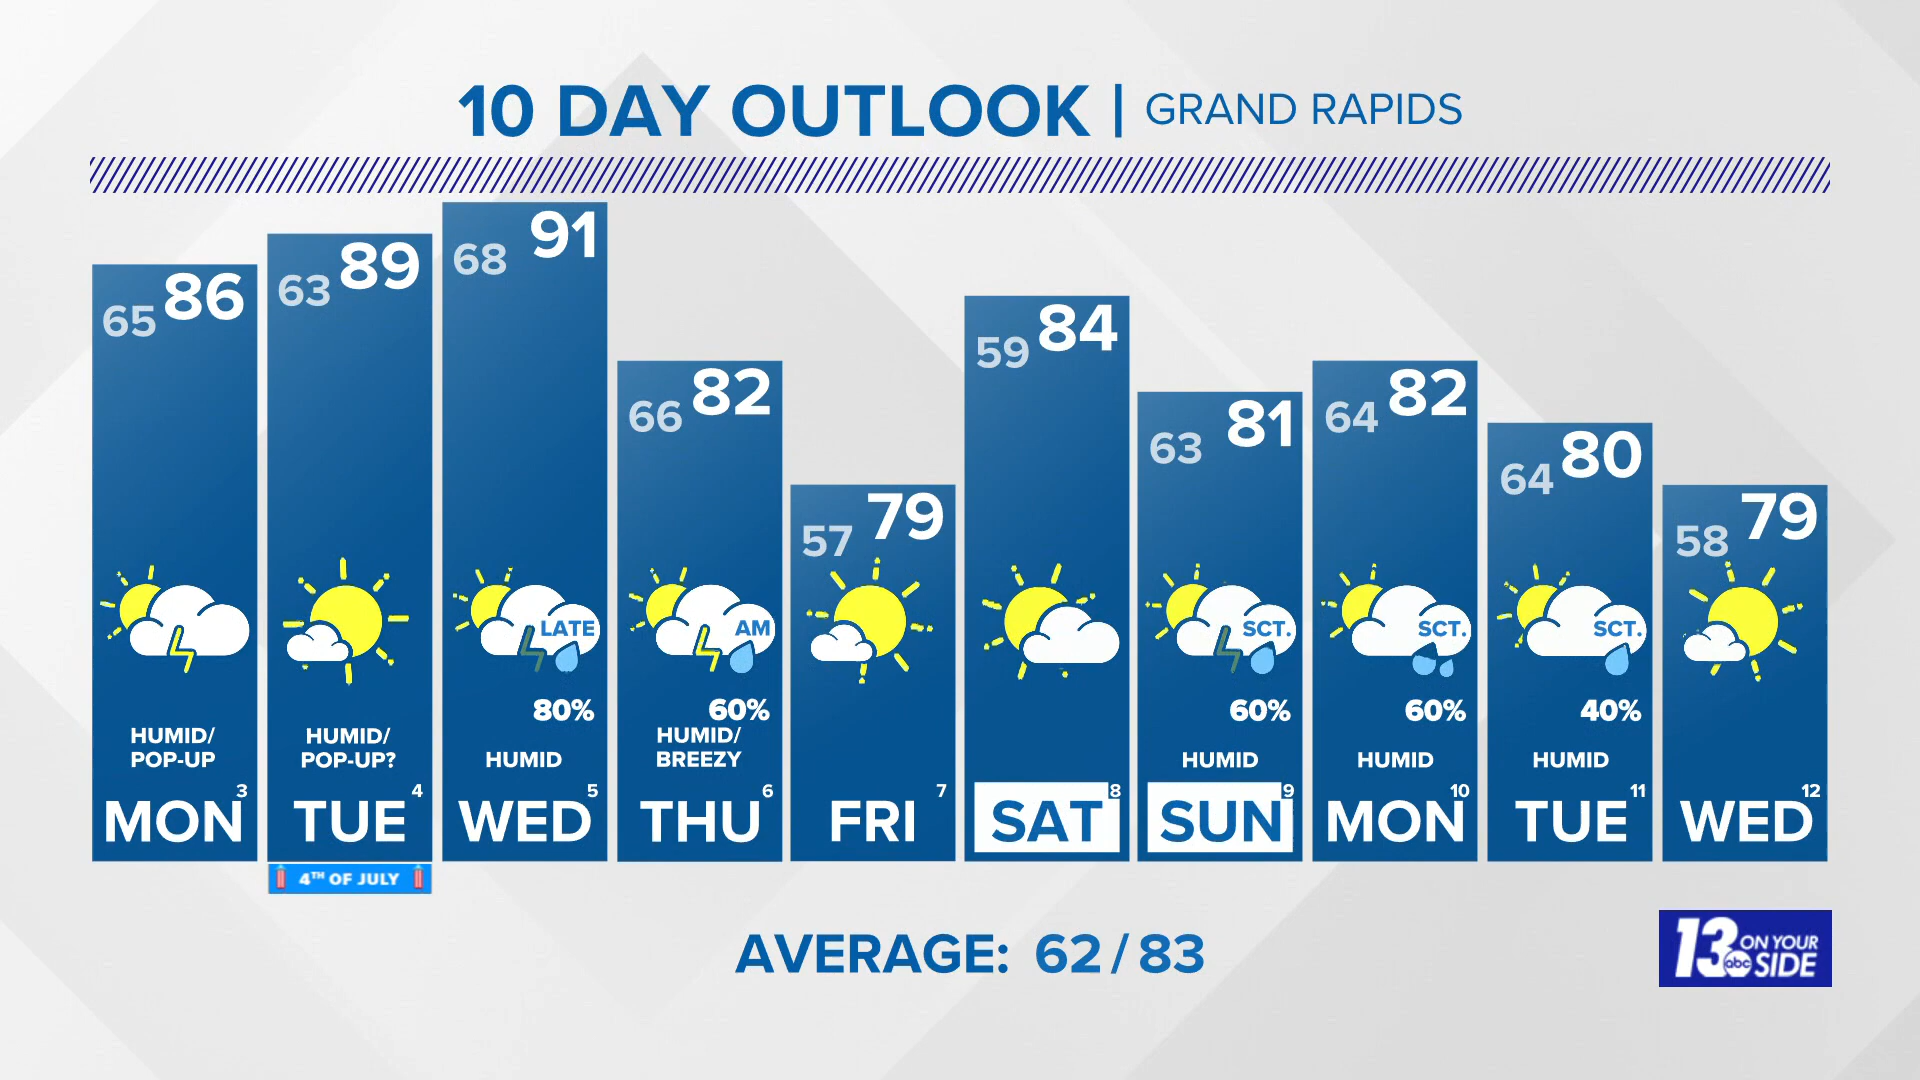 10 DAY OUTLOOK | GRAND RAPIDS
65 86
HUMID/
POP-UP
MON 3
63 89
HUMID/
POP-UP?
TUE 4
4TH OF JULY
68 91
LATE
80%
HUMID
WED 5
66 82
AM
60%
HUMID/
BREEZY
THU 6
57 79
FRI 7
59 84
SAT 8
63 81
SCT.
60%
HUMID
SUN 9
64 82
SCT.
60%
HUMID
MON 10
64 80
SCT.
40%
HUMID
TUE 11
58 79
WED 12
AVERAGE: 62 / 83
13 abc ON YOUR
SIDE